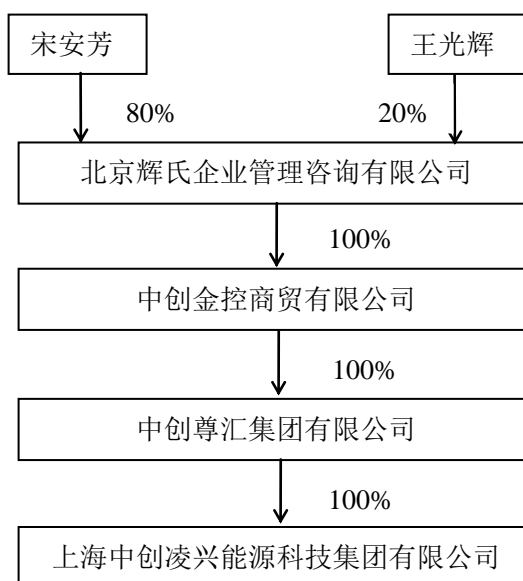 宋安芳
王光辉
80%
20%
北京辉氏企业管理咨询有限公司
100%
中创金控商贸有限公司
100%
中创尊汇集团有限公司
100%
上海中创凌兴能源科技集团有限公司